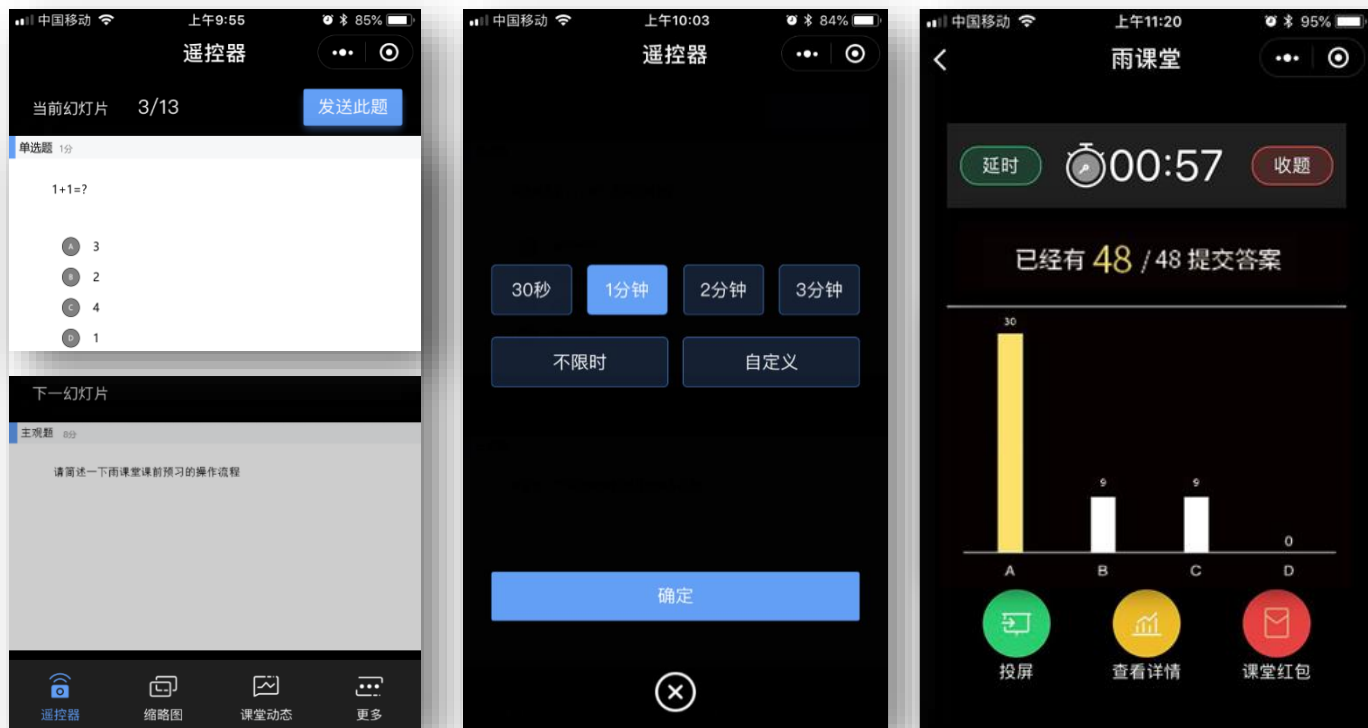 中国移动 上午9:55 85%
遥控器
当前幻灯片 3/13 发送此题
单选题 1分
1+1=?
A 3
B 2
C 4
D 1
下一幻灯片
主观题 8分
请简述一下雨课堂课前预习的操作流程
遥控器 缩略图 课堂动态 更多
中国移动 上午10:03 84%
遥控器
30秒 1分钟 2分钟 3分钟
不限时 自定义
确定
中国移动 上午11:20 95%
雨课堂
延时 00:57 收题
已经有 48 / 48 提交答案
30
9 9
0
A B C D
投屏 查看详情 课堂红包